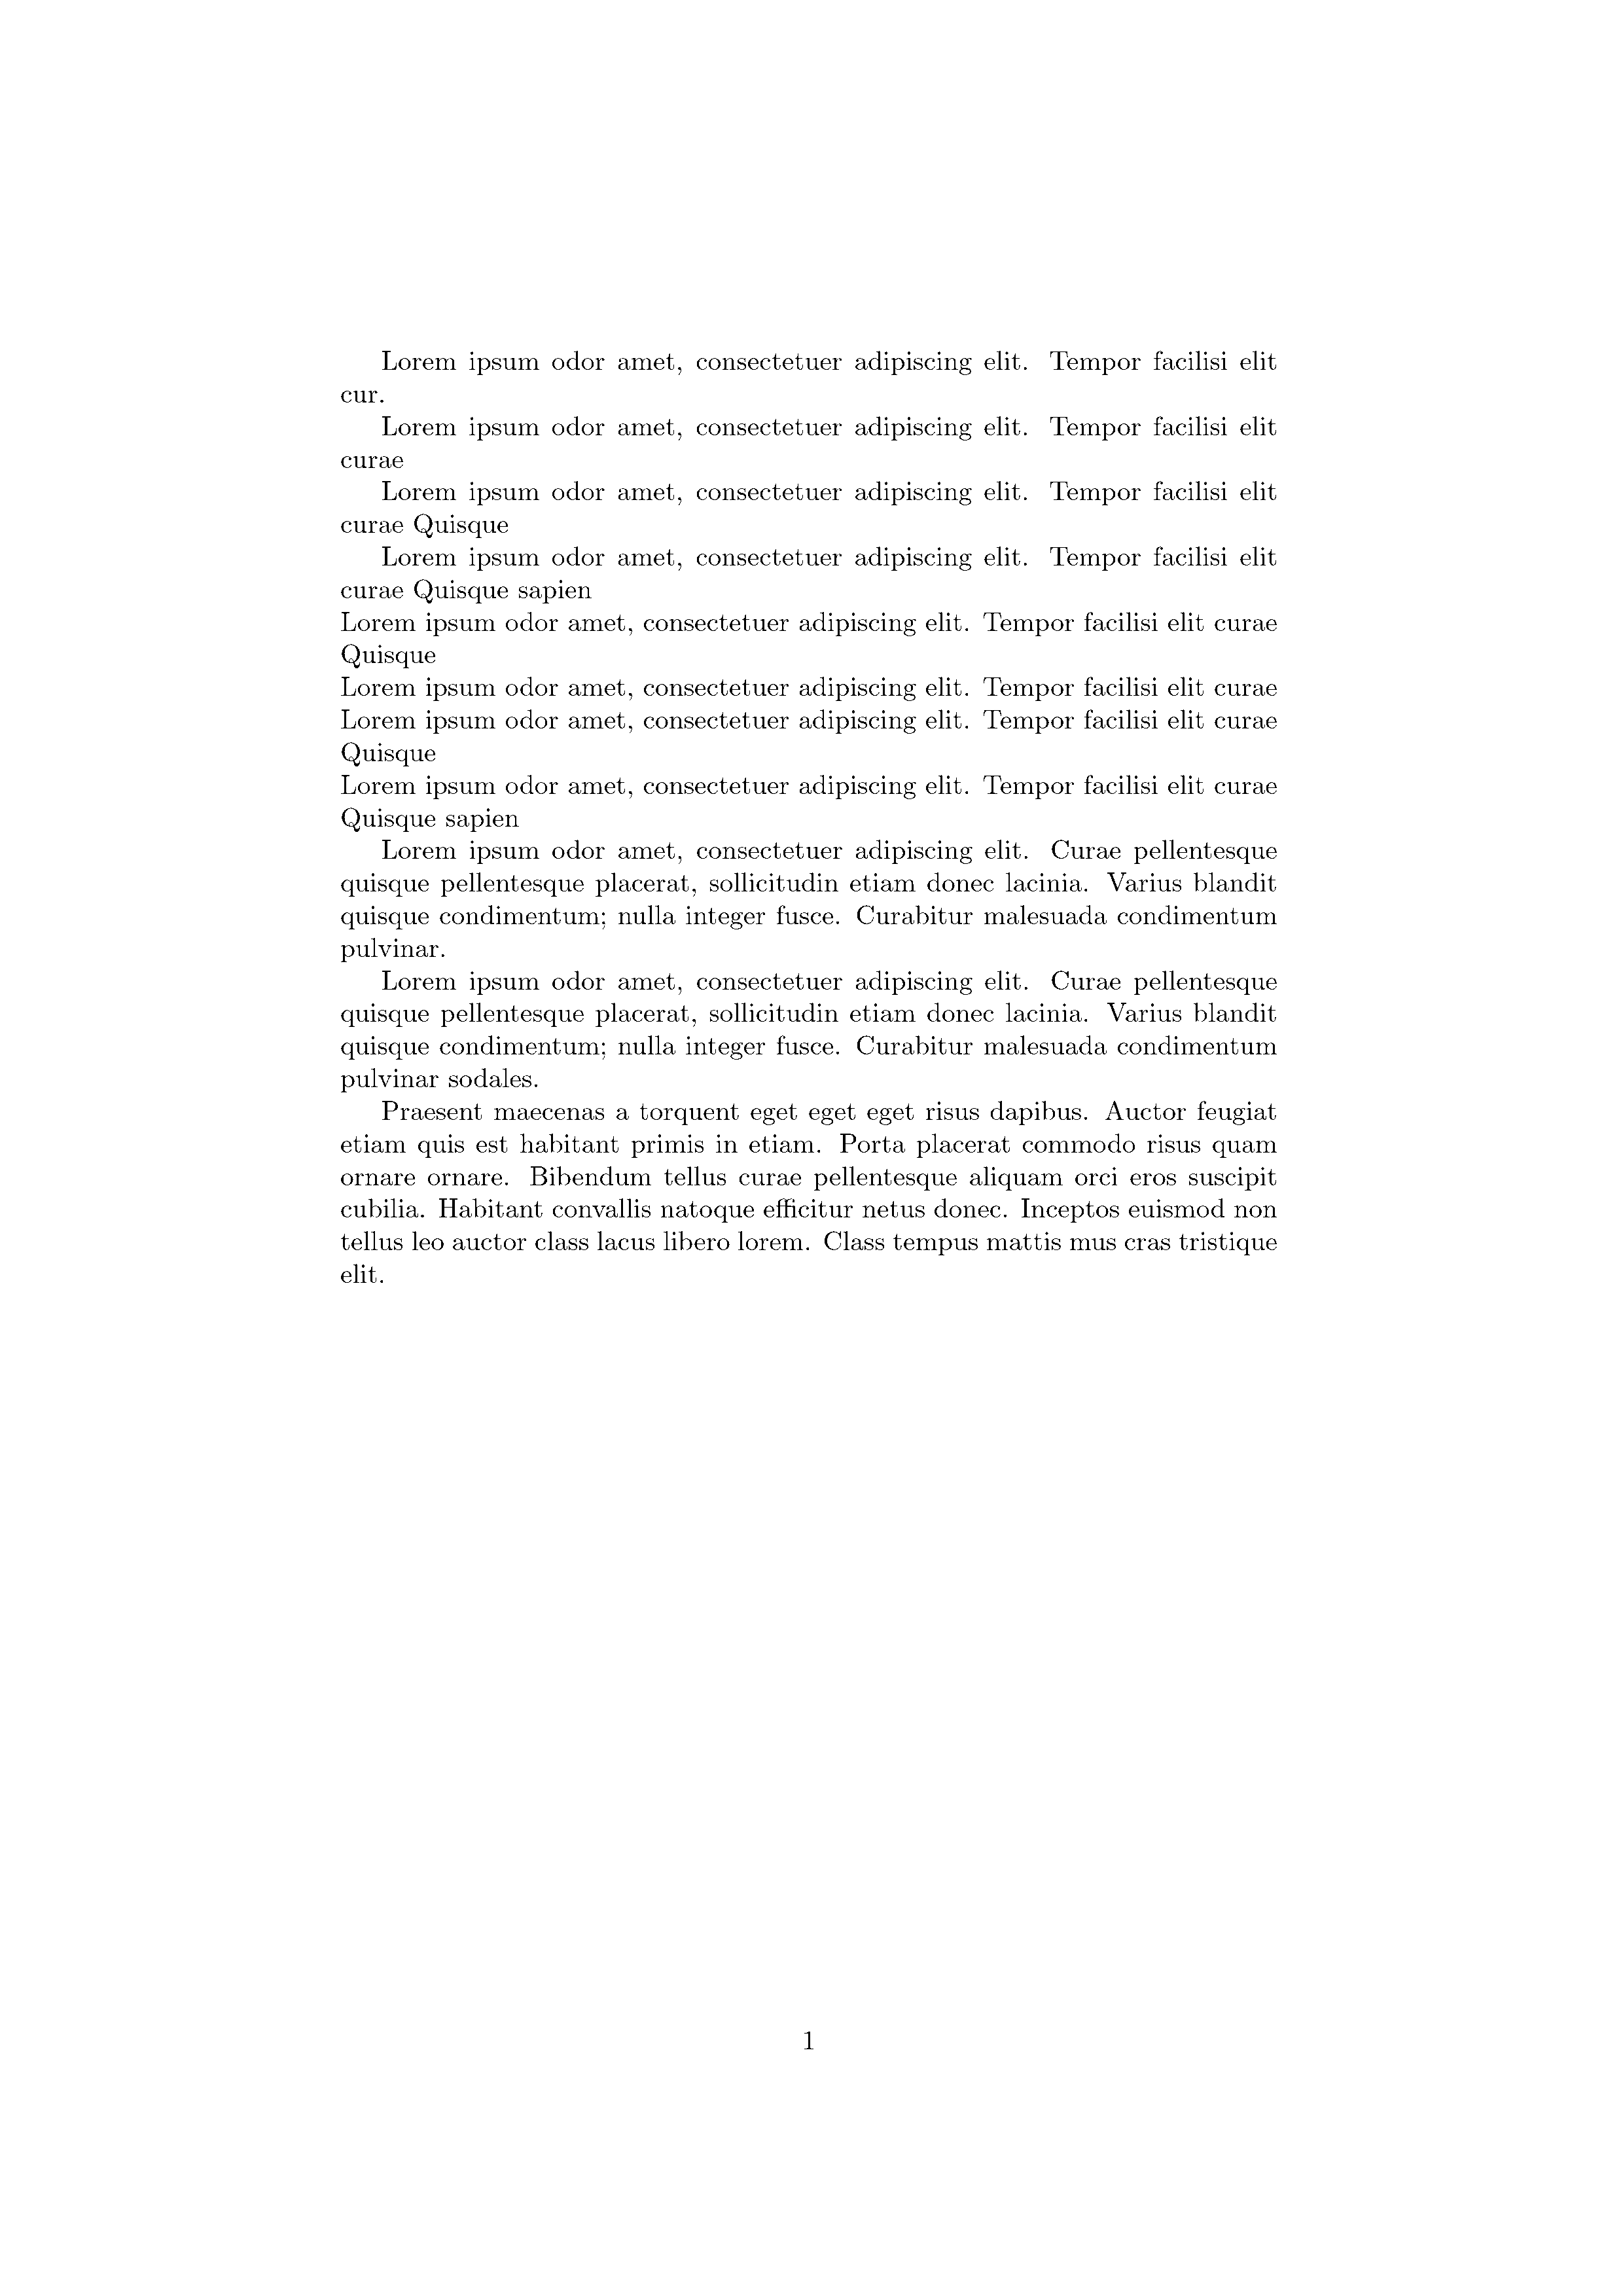 Lorem ipsum odor amet, consectetuer adipiscing elit. Tempor facilisi elit
cur.
Lorem ipsum odor amet, consectetuer adipiscing elit. Tempor facilisi elit
curae
Lorem ipsum odor amet, consectetuer adipiscing elit. Tempor facilisi elit
curae Quisque
Lorem ipsum odor amet, consectetuer adipiscing elit. Tempor facilisi elit
curae Quisque sapien
Lorem ipsum odor amet, consectetuer adipiscing elit. Tempor facilisi elit curae
Quisque
Lorem ipsum odor amet, consectetuer adipiscing elit. Tempor facilisi elit curae
Lorem ipsum odor amet, consectetuer adipiscing elit. Tempor facilisi elit curae
Quisque
Lorem ipsum odor amet, consectetuer adipiscing elit. Tempor facilisi elit curae
Quisque sapien
Lorem ipsum odor amet, consectetuer adipiscing elit. Curae pellentesque
quisque pellentesque placerat, sollicitudin etiam donec lacinia. Varius blandit
quisque condimentum; nulla integer fusce. Curabitur malesuada condimentum
pulvinar.
Lorem ipsum odor amet, consectetuer adipiscing elit. Curae pellentesque
quisque pellentesque placerat, sollicitudin etiam donec lacinia. Varius blandit
quisque condimentum; nulla integer fusce. Curabitur malesuada condimentum
pulvinar sodales.
Praesent maecenas a torquent eget eget eget risus dapibus. Auctor feugiat
etiam quis est habitant primis in etiam. Porta placerat commodo risus quam
ornare ornare. Bibendum tellus curae pellentesque aliquam orci eros suscipit
cubilia. Habitant convallis natoque efficitur netus donec. Inceptos euismod non
tellus leo auctor class lacus libero lorem. Class tempus mattis mus cras tristique
elit.
1